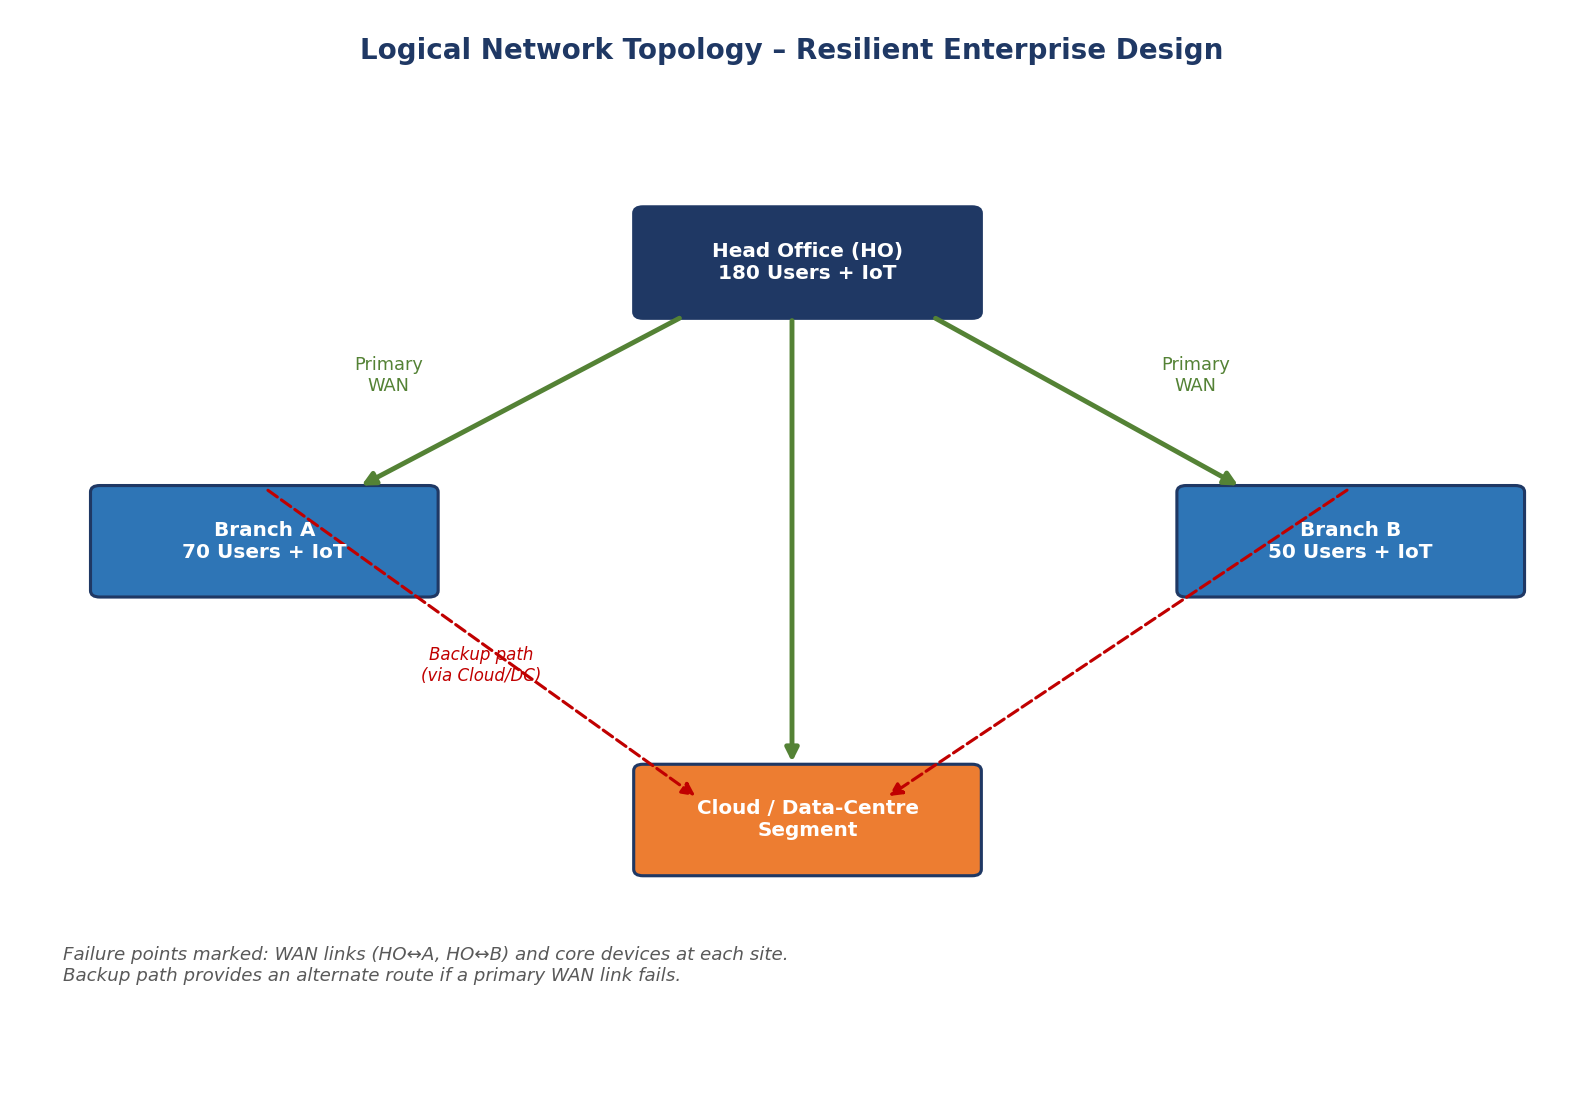 Logical Network Topology – Resilient Enterprise Design
Head Office (HO)
180 Users + IoT
Primary
WAN
Primary
WAN
Branch A
70 Users + IoT
Branch B
50 Users + IoT
Backup path
(via Cloud/DC)
Cloud / Data-Centre
Segment
Failure points marked: WAN links (HO↔A, HO↔B) and core devices at each site.
Backup path provides an alternate route if a primary WAN link fails.